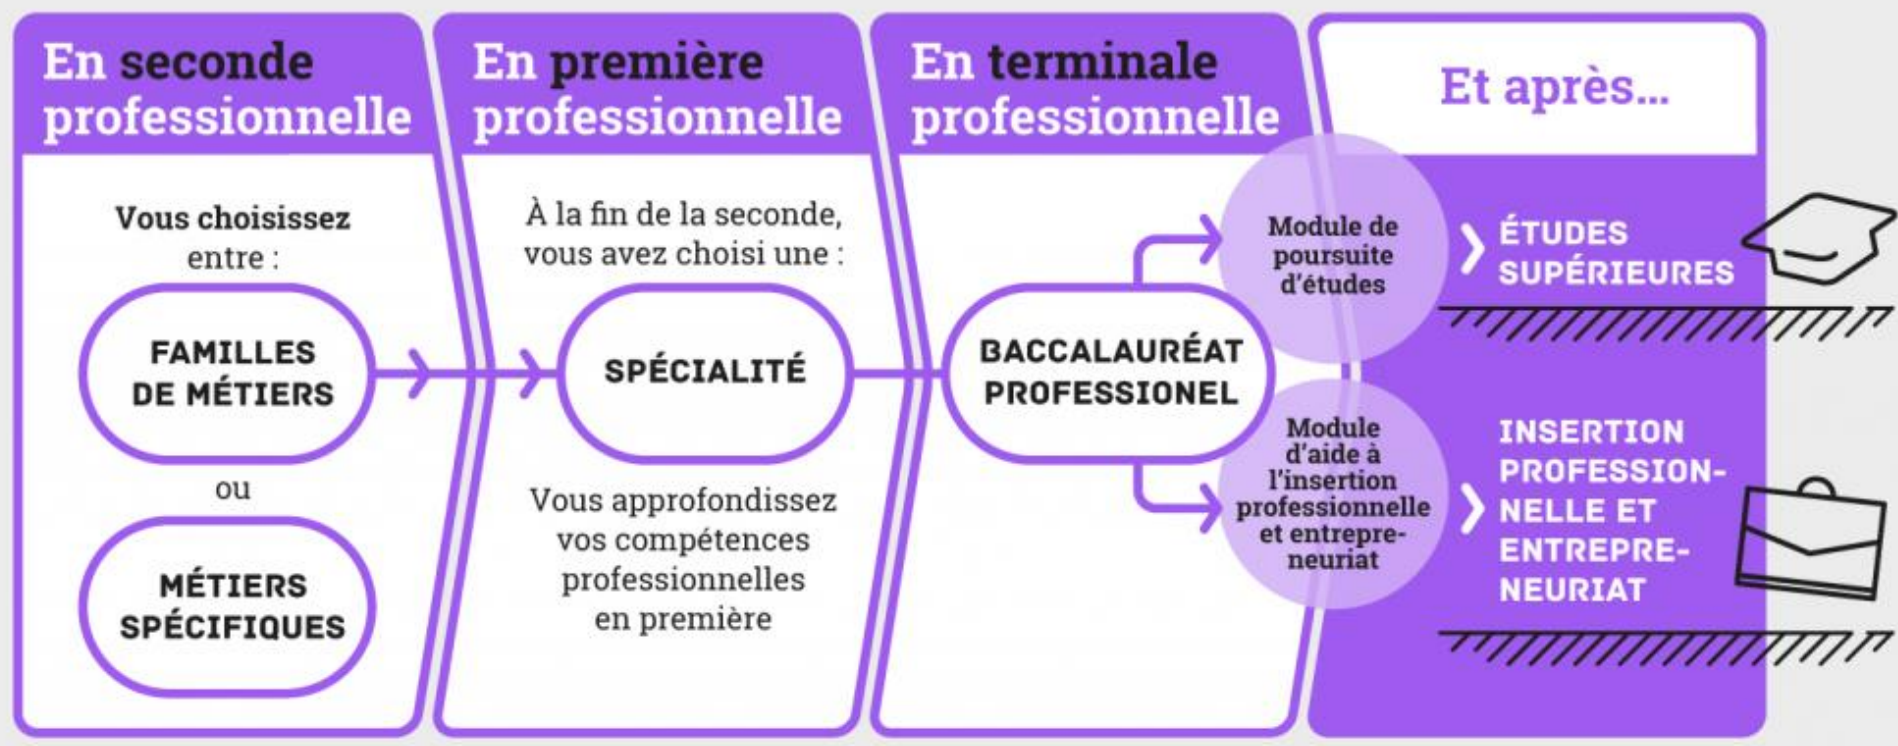 En seconde
professionnelle
Vous choisissez
entre :
FAMILLES
DE MÉTIERS
ou
MÉTIERS
SPÉCIFIQUES
En première
professionnelle
À la fin de la seconde,
vous avez choisi une :
SPÉCIALITÉ
Vous approfondissez
vos compétences
professionnelles
en première
En terminale
professionnelle
BACCALAURÉAT
PROFESSIONEL
Module de
poursuite
d'études
Module
d'aide à
l'insertion
professionnelle
et entrepre-
neuriat
Et après...
ÉTUDES
SUPÉRIEURES
INSERTION
PROFESSION-
NELLE ET
ENTREPRE-
NEURIAT